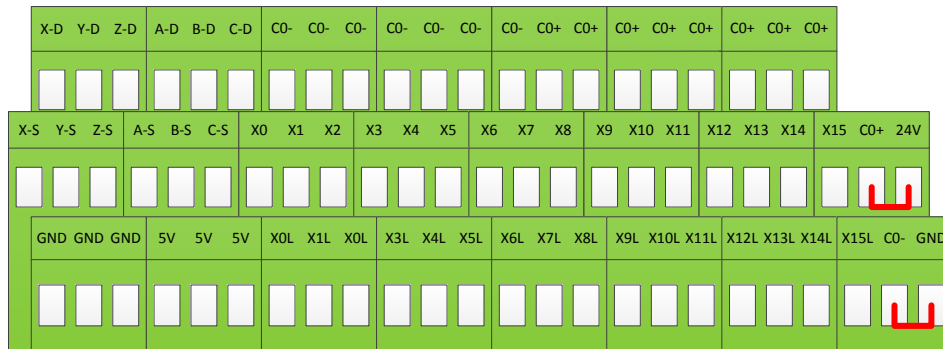 X-D Y-D Z-D A-D B-D C-D C0- C0- C0- C0- C0- C0- C0- C0+ C0+ C0+ C0+ C0+ C0+ C0+ C0+
X-S Y-S Z-S A-S B-S C-S X0 X1 X2 X3 X4 X5 X6 X7 X8 X9 X10 X11 X12 X13 X14 X15 C0+ 24V
GND GND GND 5V 5V 5V X0L X1L X0L X3L X4L X5L X6L X7L X8L X9L X10L X11L X12L X13L X14L X15L C0- GND